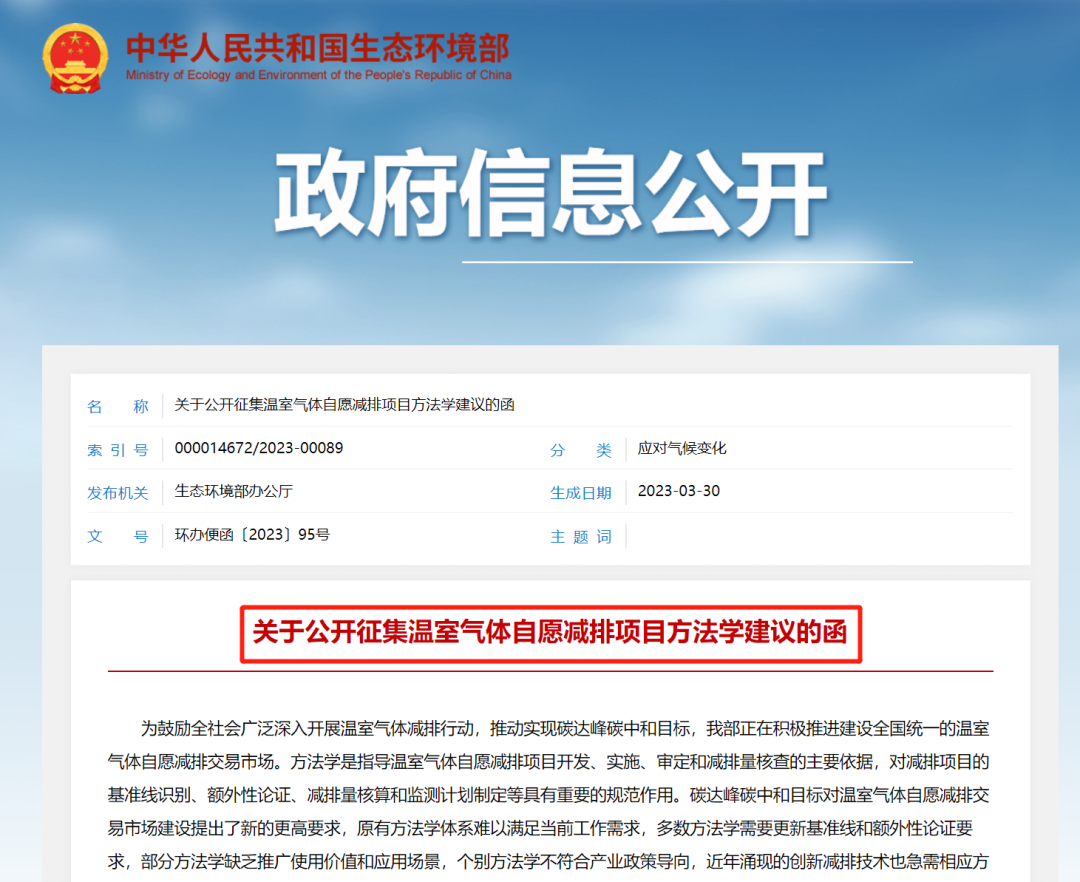 中华人民共和国生态环境部
Ministry of Ecology and Environment of the People's Republic of China
政府信息公开
名 称 关于公开征集温室气体自愿减排项目方法学建议的函
索引号 000014672/2023-00089 分 类 应对气候变化
发布机关 生态环境部办公厅 生成日期 2023-03-30
文 号 环办便函〔2023〕95号 主题词
关于公开征集温室气体自愿减排项目方法学建议的函
为鼓励全社会广泛深入开展温室气体减排行动，推动实现碳达峰碳中和目标，我部正在积极推进建设全国统一的温室
气体自愿减排交易市场。方法学是指导温室气体自愿减排项目开发、实施、审定和减排量核查的主要依据，对减排项目的
基准线识别、额外性论证、减排量核算和监测计划制定等具有重要的规范作用。碳达峰碳中和目标对温室气体自愿减排交
易市场建设提出了新的更高要求，原有方法学体系难以满足当前工作需求，多数方法学需要更新基准线和额外性论证要
求，部分方法学缺乏推广使用价值和应用场景，个别方法学不符合产业政策导向，近年涌现的创新减排技术也急需相应方